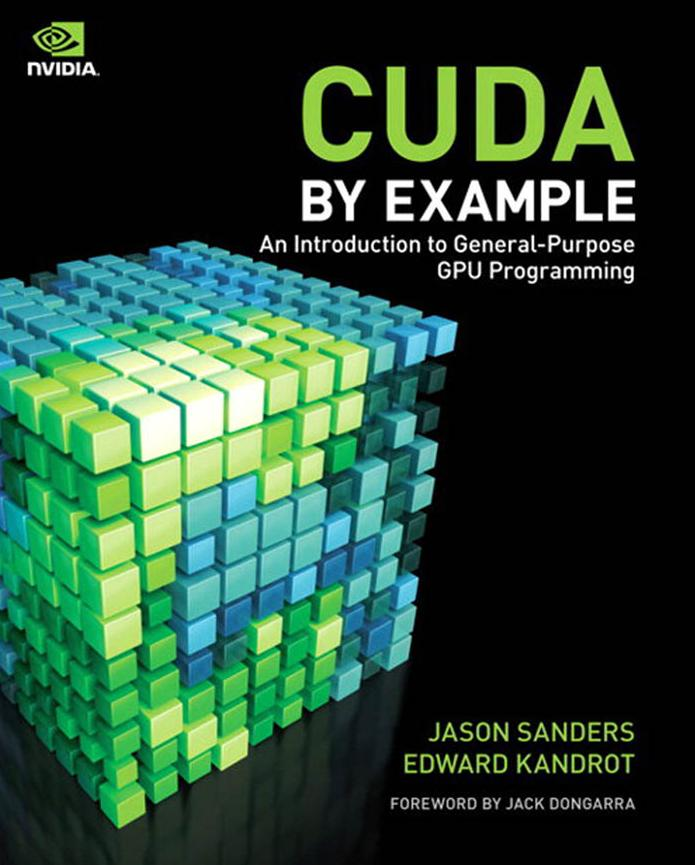 NVIDIA.
CUDA
BY EXAMPLE
An Introduction to General-Purpose
GPU Programming
JASON SANDERS
EDWARD KANDROT
FOREWORD BY JACK DONGARRA